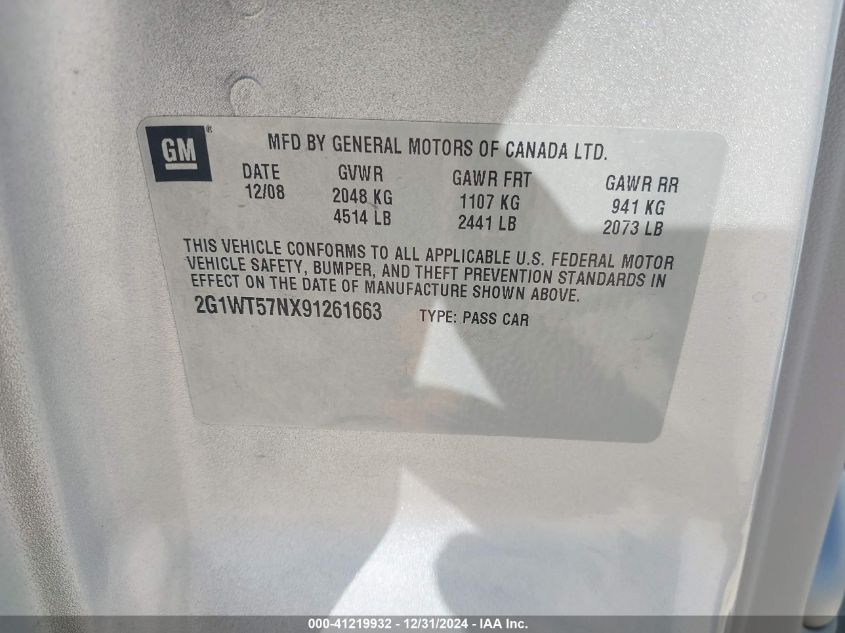 GM®
MFD BY GENERAL MOTORS OF CANADA LTD.
DATE GVWR GAWR FRT GAWR RR
12/08 2048 KG 1107 KG 941 KG
4514 LB 2441 LB 2073 LB
THIS VEHICLE CONFORMS TO ALL APPLICABLE U.S. FEDERAL MOTOR
VEHICLE SAFETY, BUMPER, AND THEFT PREVENTION STANDARDS IN
EFFECT ON THE DATE OF MANUFACTURE SHOWN ABOVE.
2G1WT57NX91261663 TYPE: PASS CAR
000-41219932 - 12/31/2024 - IAA Inc.